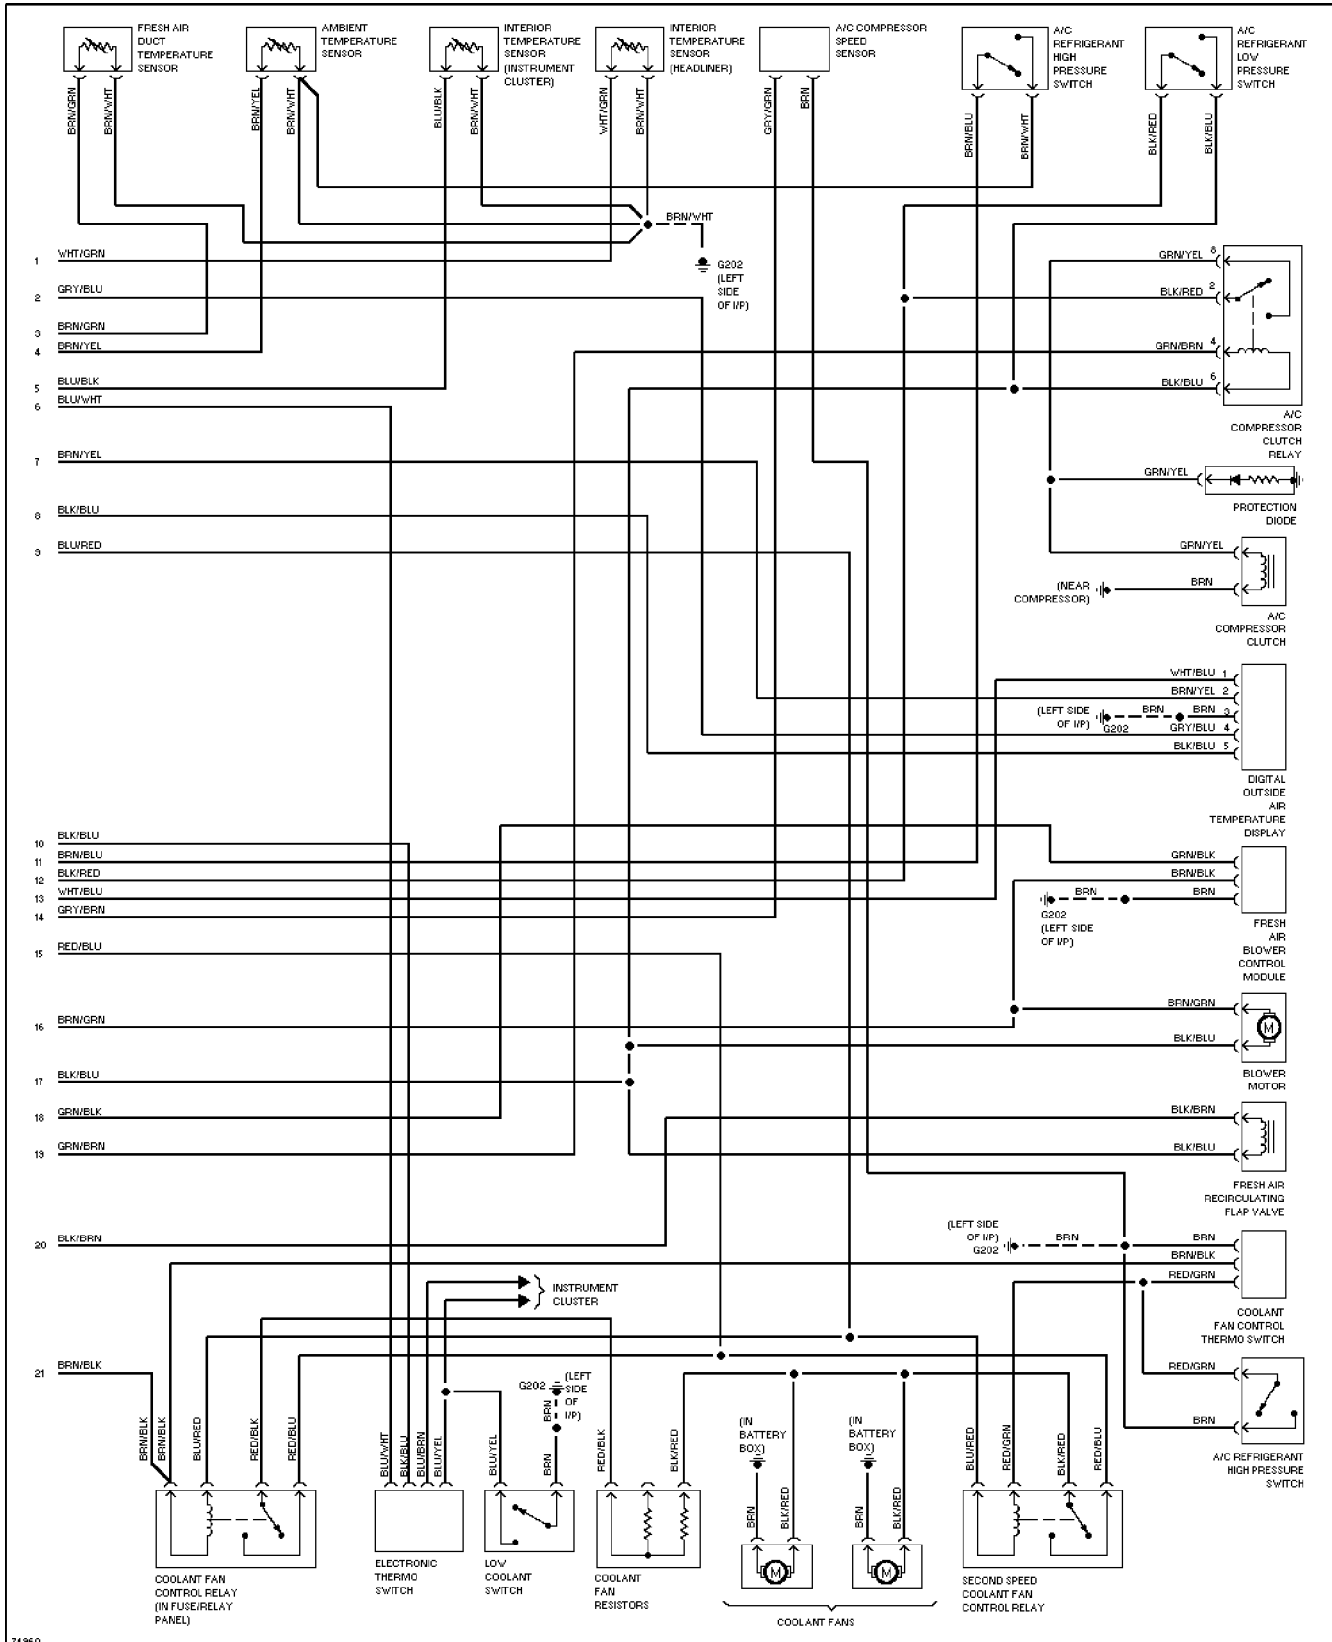 FRESH AIR
DUCT
TEMPERATURE
SENSOR
AMBIENT
TEMPERATURE
SENSOR
INTERIOR
TEMPERATURE
SENSOR
(INSTRUMENT
CLUSTER)
INTERIOR
TEMPERATURE
SENSOR
(HEADLINER)
A/C COMPRESSOR
SPEED
SENSOR
A/C
REFRIGERANT
HIGH
PRESSURE
SWITCH
A/C
REFRIGERANT
LOW
PRESSURE
SWITCH
BRN/GRN
BRN/WHT
BRN/YEL
BRN/WHT
BLU/BLK
BRN/WHT
WHT/GRN
BRN/WHT
GRY/GRN
BRN
BRN/BLU
BRN/WHT
BLK/RED
BLK/BLU
BRN/WHT
G202
(LEFT
SIDE
OF I/P)
1 WHT/GRN
2 GRY/BLU
3 BRN/GRN
4 BRN/YEL
5 BLU/BLK
6 BLU/WHT
7 BRN/YEL
8 BLK/BLU
9 BLU/RED
10 BLK/BLU
11 BRN/BLU
12 BLK/RED
13 WHT/BLU
14 GRY/BRN
15 RED/BLU
16 BRN/GRN
17 BLK/BLU
18 GRN/BLK
19 GRN/BRN
20 BLK/BRN
21 BRN/BLK
GRN/YEL 8
BLK/RED 2
GRN/BRN 4
BLK/BLU 6
A/C
COMPRESSOR
CLUTCH
RELAY
GRN/YEL
PROTECTION
DIODE
GRN/YEL
BRN
(NEAR
COMPRESSOR)
A/C
COMPRESSOR
CLUTCH
WHT/BLU 1
BRN/YEL 2
(LEFT SIDE
OF I/P)
G202
BRN
BRN 3
GRY/BLU 4
BLK/BLU 5
DIGITAL
OUTSIDE
AIR
TEMPERATURE
DISPLAY
GRN/BLK
BRN/BLK
BRN
BRN
G202
(LEFT SIDE
OF I/P)
FRESH
AIR
BLOWER
CONTROL
MODULE
BRN/GRN
BLK/BLU
BLOWER
MOTOR
M
BLK/BRN
BLK/BLU
FRESH AIR
RECIRCULATING
FLAP VALVE
(LEFT SIDE
OF I/P)
G202
BRN
BRN
BRN/BLK
RED/GRN
COOLANT
FAN CONTROL
THERMO SWITCH
RED/GRN
BRN
A/C REFRIGERANT
HIGH PRESSURE
SWITCH
INSTRUMENT
CLUSTER
G202
(LEFT
SIDE
OF
I/P)
BRN
BRN/BLK
BRN/BLK
BLU/RED
RED/BLK
RED/BLU
BLU/WHT
BLK/BLU
BLU/BRN
BLU/YEL
BLU/YEL
BRN
RED/BLK
BLK/RED
(IN
BATTERY
BOX)
BRN
BLK/RED
(IN
BATTERY
BOX)
BRN
BLK/RED
BLU/RED
RED/GRN
BLK/RED
RED/BLU
M
M
COOLANT FAN
CONTROL RELAY
(IN FUSE/RELAY
PANEL)
ELECTRONIC
THERMO
SWITCH
LOW
COOLANT
SWITCH
COOLANT
FAN
RESISTORS
COOLANT FANS
SECOND SPEED
COOLANT FAN
CONTROL RELAY